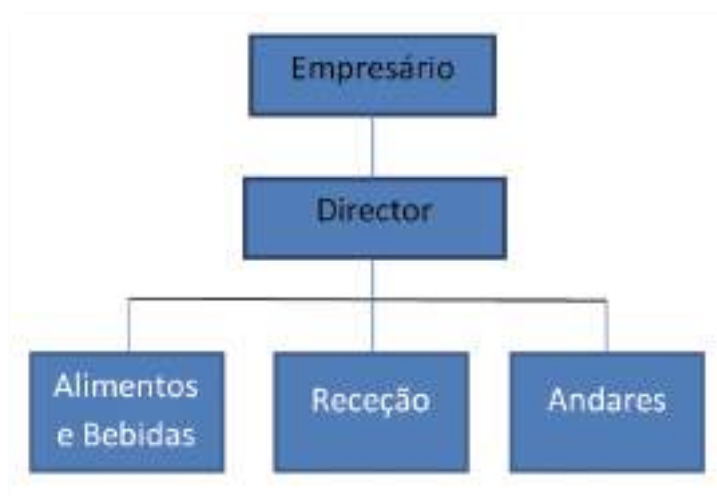 Empresário
Director
Alimentos
e Bebidas
Receção
Andares